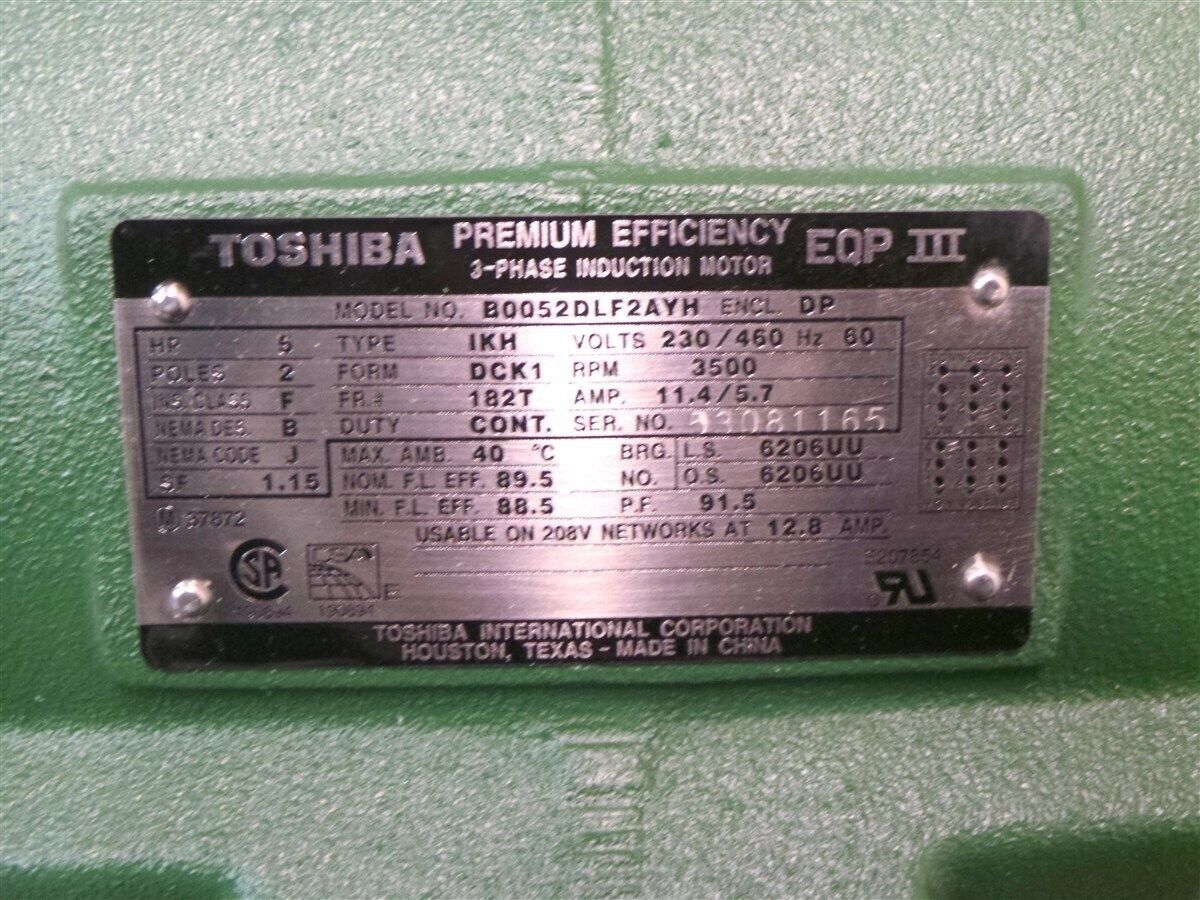 TOSHIBA PREMIUM EFFICIENCY EQP III
3-PHASE INDUCTION MOTOR
MODEL NO. B0052DLF2AYH ENCL. DP
HP 5 TYPE IKH VOLTS 230/460 Hz 60
POLES 2 FORM DCK1 RPM 3500
INS. CLASS F FR.# 182T AMP. 11.4/5.7
NEMA DES. B DUTY CONT. SER. NO.
NEMA CODE J MAX. AMB. 40 °C BRG. L.S. 6206UU
SF 1.15 NOM. F.L. EFF. 89.5 NO. O.S. 6206UU
MIN. F.L. EFF. 88.5 P.F. 91.5
37872
USABLE ON 208V NETWORKS AT 12.8 AMP.
E207854
TOSHIBA INTERNATIONAL CORPORATION
HOUSTON, TEXAS - MADE IN CHINA